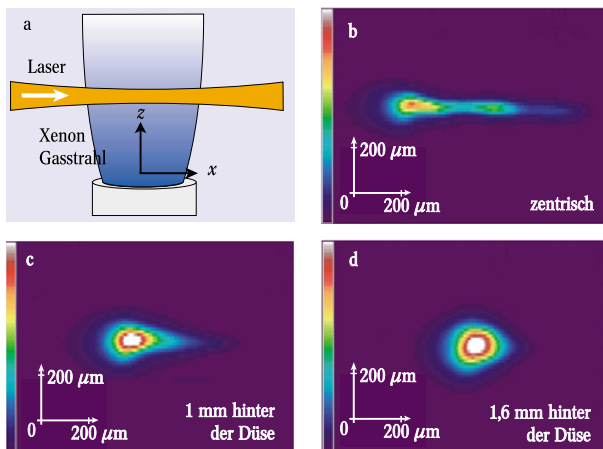 a
Laser
Xenon
Gasstrahl
z
x
b
200 µm
0
200 µm
zentrisch
c
200 µm
0
200 µm
1 mm hinter
der Düse
d
200 µm
0
200 µm
1,6 mm hinter
der Düse